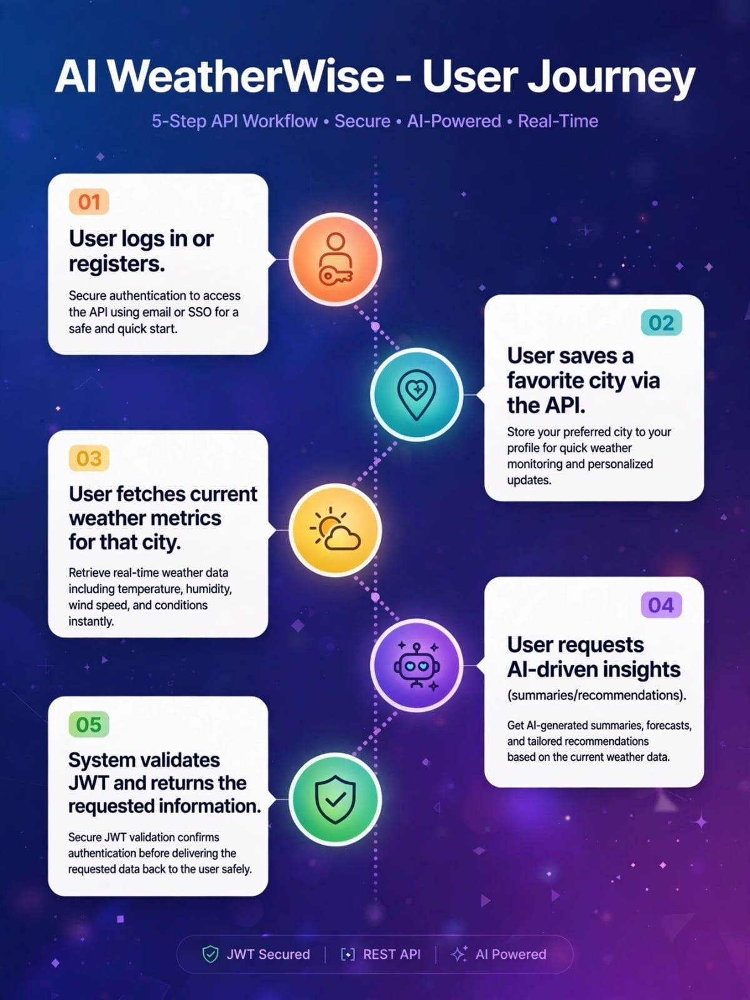 AI WeatherWise - User Journey
5-Step API Workflow • Secure • AI-Powered • Real-Time
01
User logs in or
registers.
Secure authentication to access
the API using email or SSO for a
safe and quick start.
02
User saves a
favorite city via
the API.
Store your preferred city to your
profile for quick weather
monitoring and personalized
updates.
03
User fetches current
weather metrics
for that city.
Retrieve real-time weather data
including temperature, humidity,
wind speed, and conditions
instantly.
04
User requests
AI-driven insights
(summaries/recommendations).
Get AI-generated summaries, forecasts,
and tailored recommendations
based on the current weather data.
05
System validates
JWT and returns the
requested information.
Secure JWT validation confirms
authentication before delivering the
requested data back to the user safely.
JWT Secured | REST API | AI Powered